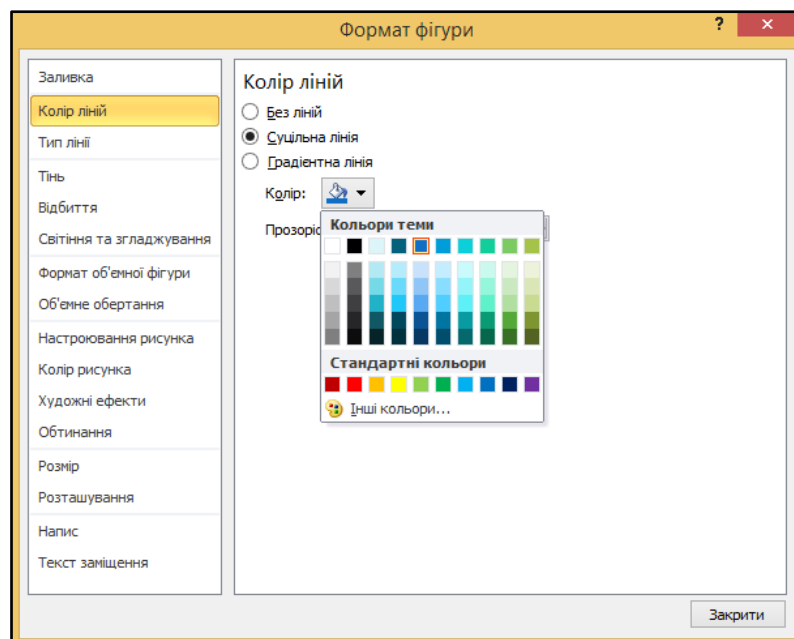 Формат фігури
?
Заливка
Колір ліній
Тип лінії
Тінь
Відбиття
Світіння та згладжування
Формат об'ємної фігури
Об'ємне обертання
Настроювання рисунка
Колір рисунка
Художні ефекти
Обтинання
Розмір
Розташування
Напис
Текст заміщення
Колір ліній
Без ліній
Суцільна лінія
Градієнтна лінія
Колір:
Прозоріс
Кольори теми
Стандартні кольори
Інші кольори...
Закрити